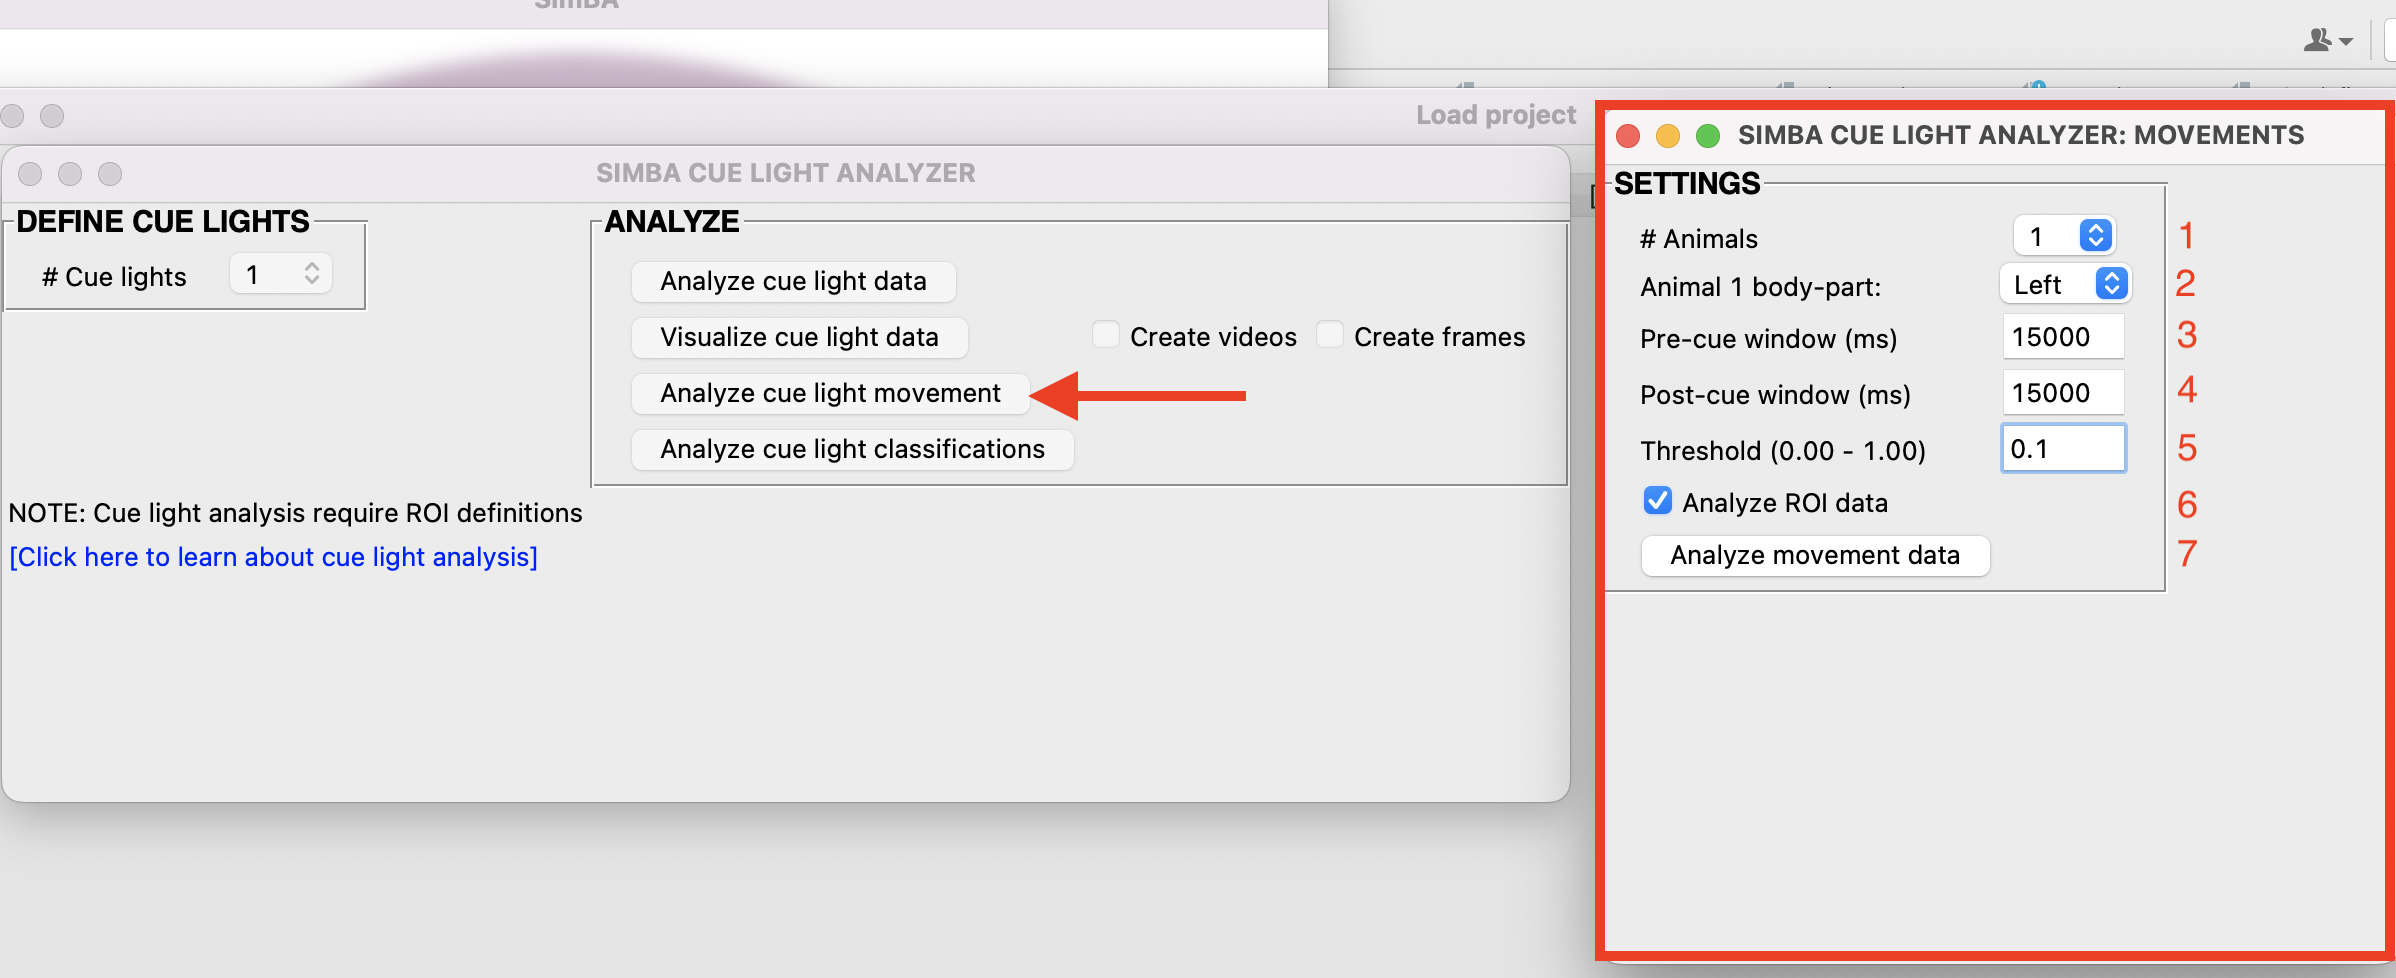 SimBA
Load project
SIMBA CUE LIGHT ANALYZER
DEFINE CUE LIGHTS
# Cue lights 1
ANALYZE
Analyze cue light data
Visualize cue light data Create videos Create frames
Analyze cue light movement
Analyze cue light classifications
NOTE: Cue light analysis require ROI definitions
[Click here to learn about cue light analysis]
SIMBA CUE LIGHT ANALYZER: MOVEMENTS
SETTINGS
# Animals 1 1
Animal 1 body-part: Left 2
Pre-cue window (ms) 15000 3
Post-cue window (ms) 15000 4
Threshold (0.00 - 1.00) 0.1 5
Analyze ROI data 6
Analyze movement data 7